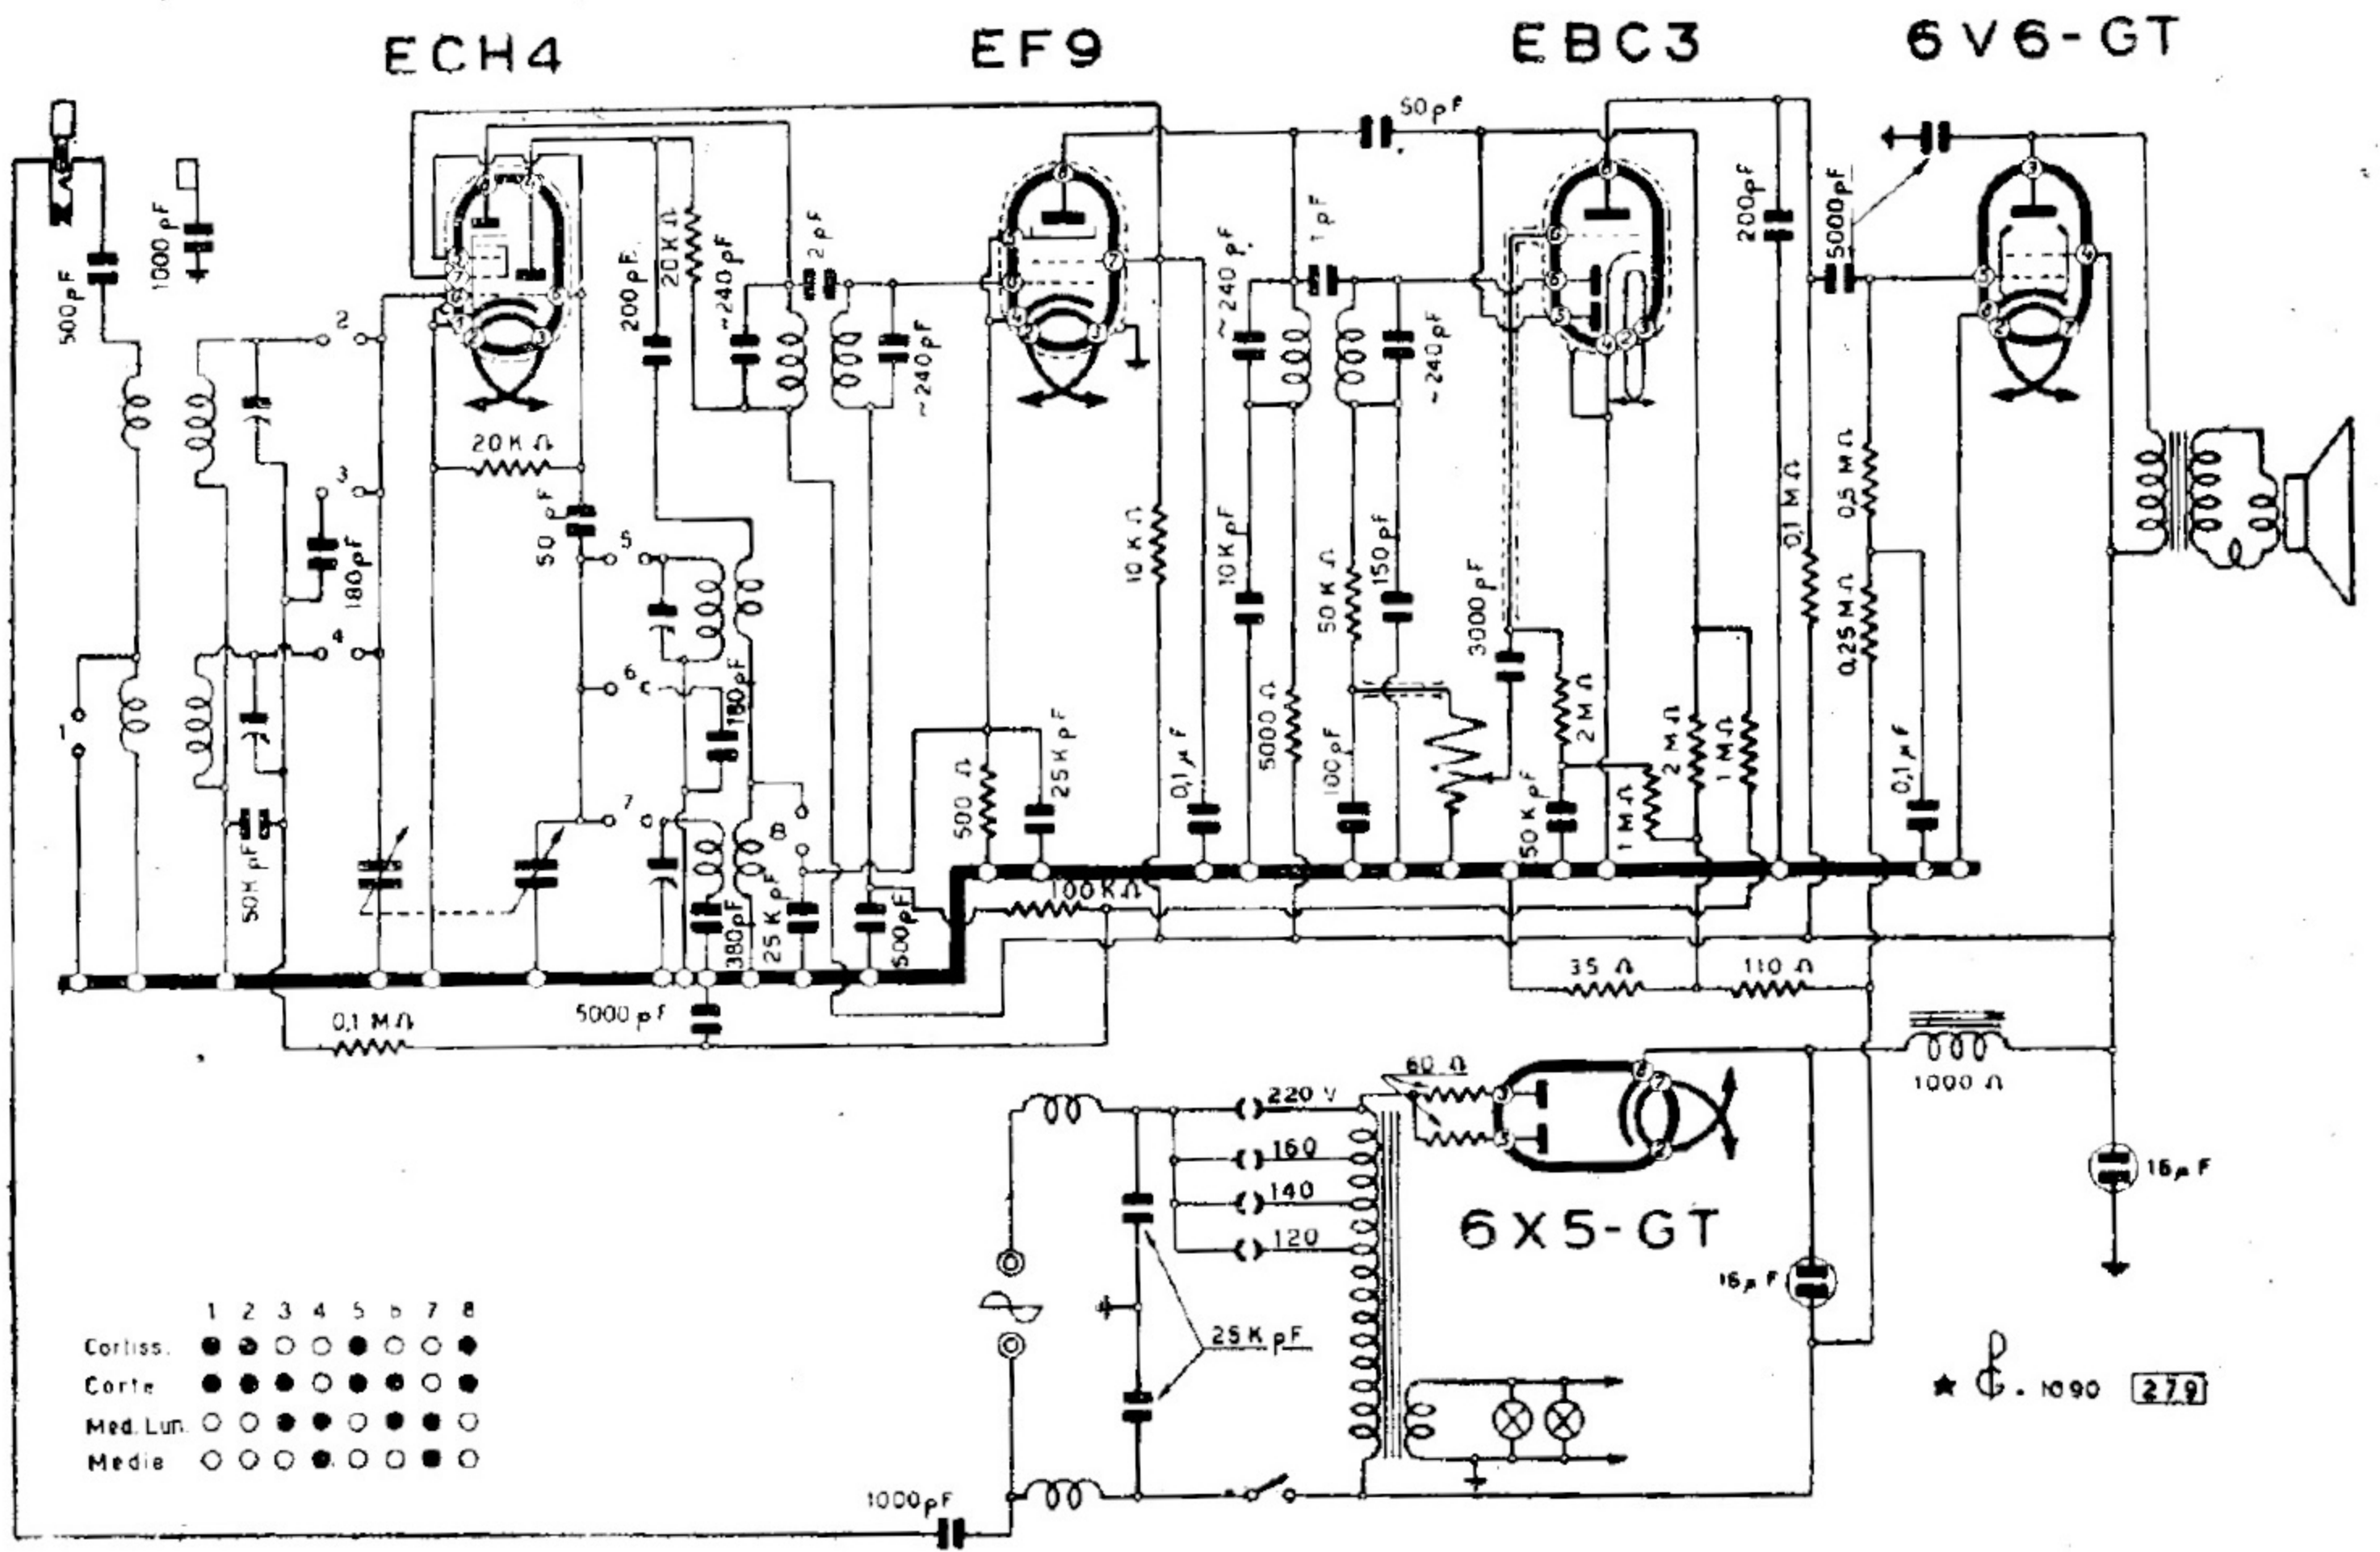 ECH4
EF9
EBC3
6V6-GT
500pF
1000pF
2
3
180pF
4
1
50KpF
20KΩ
50 pF
5
6
7
8
200pF
20KΩ
~240pF
2pF
~240pF
180pF
380pF
25KpF
500pF
5000pF
0,1MΩ
500Ω
25KpF
100KΩ
10KΩ
0,1µF
50pF
~240pF
1pF
~240pF
10KpF
5000Ω
50KΩ
150pF
100pF
3000pF
2MΩ
50KpF
1MΩ
2MΩ
1MΩ
200pF
5000pF
0,1MΩ
0,5MΩ
0,25MΩ
0,1µF
35Ω
110Ω
1000Ω
16µF
16µF
60Ω
6X5-GT
220V
160
140
120
25KpF
1000pF
1 2 3 4 5 6 7 8
Cortiss.
Corte
Med.Lun.
Medie
1090 279